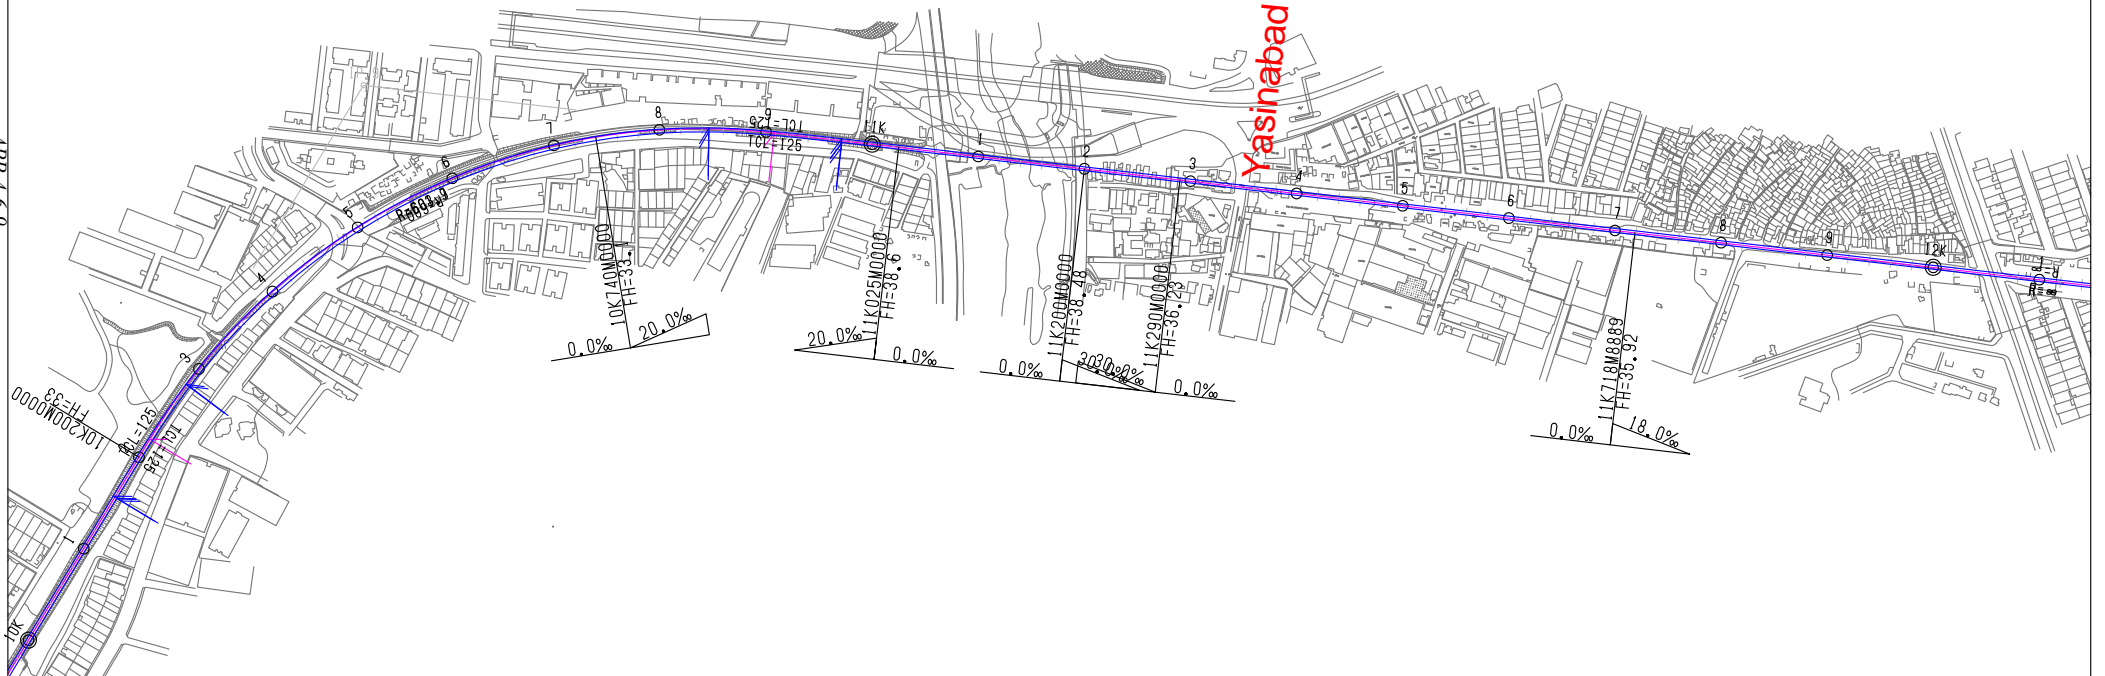 Yasinabad
10K
1
10K200M0000
FH=33
TCL=125
3
4
5
6
7
8
9
TCL=125
TCL=125
11K
1
2
3
4
5
6
7
8
9
12K
1
10K740M0000
0.0‰
20.0‰
11K025M0000
FH=38.6
20.0‰
0.0‰
11K200M0000
FH=38.48
0.0‰
11K290M0000
FH=36.23
0.0‰
11K718M8889
FH=35.92
0.0‰
18.0‰